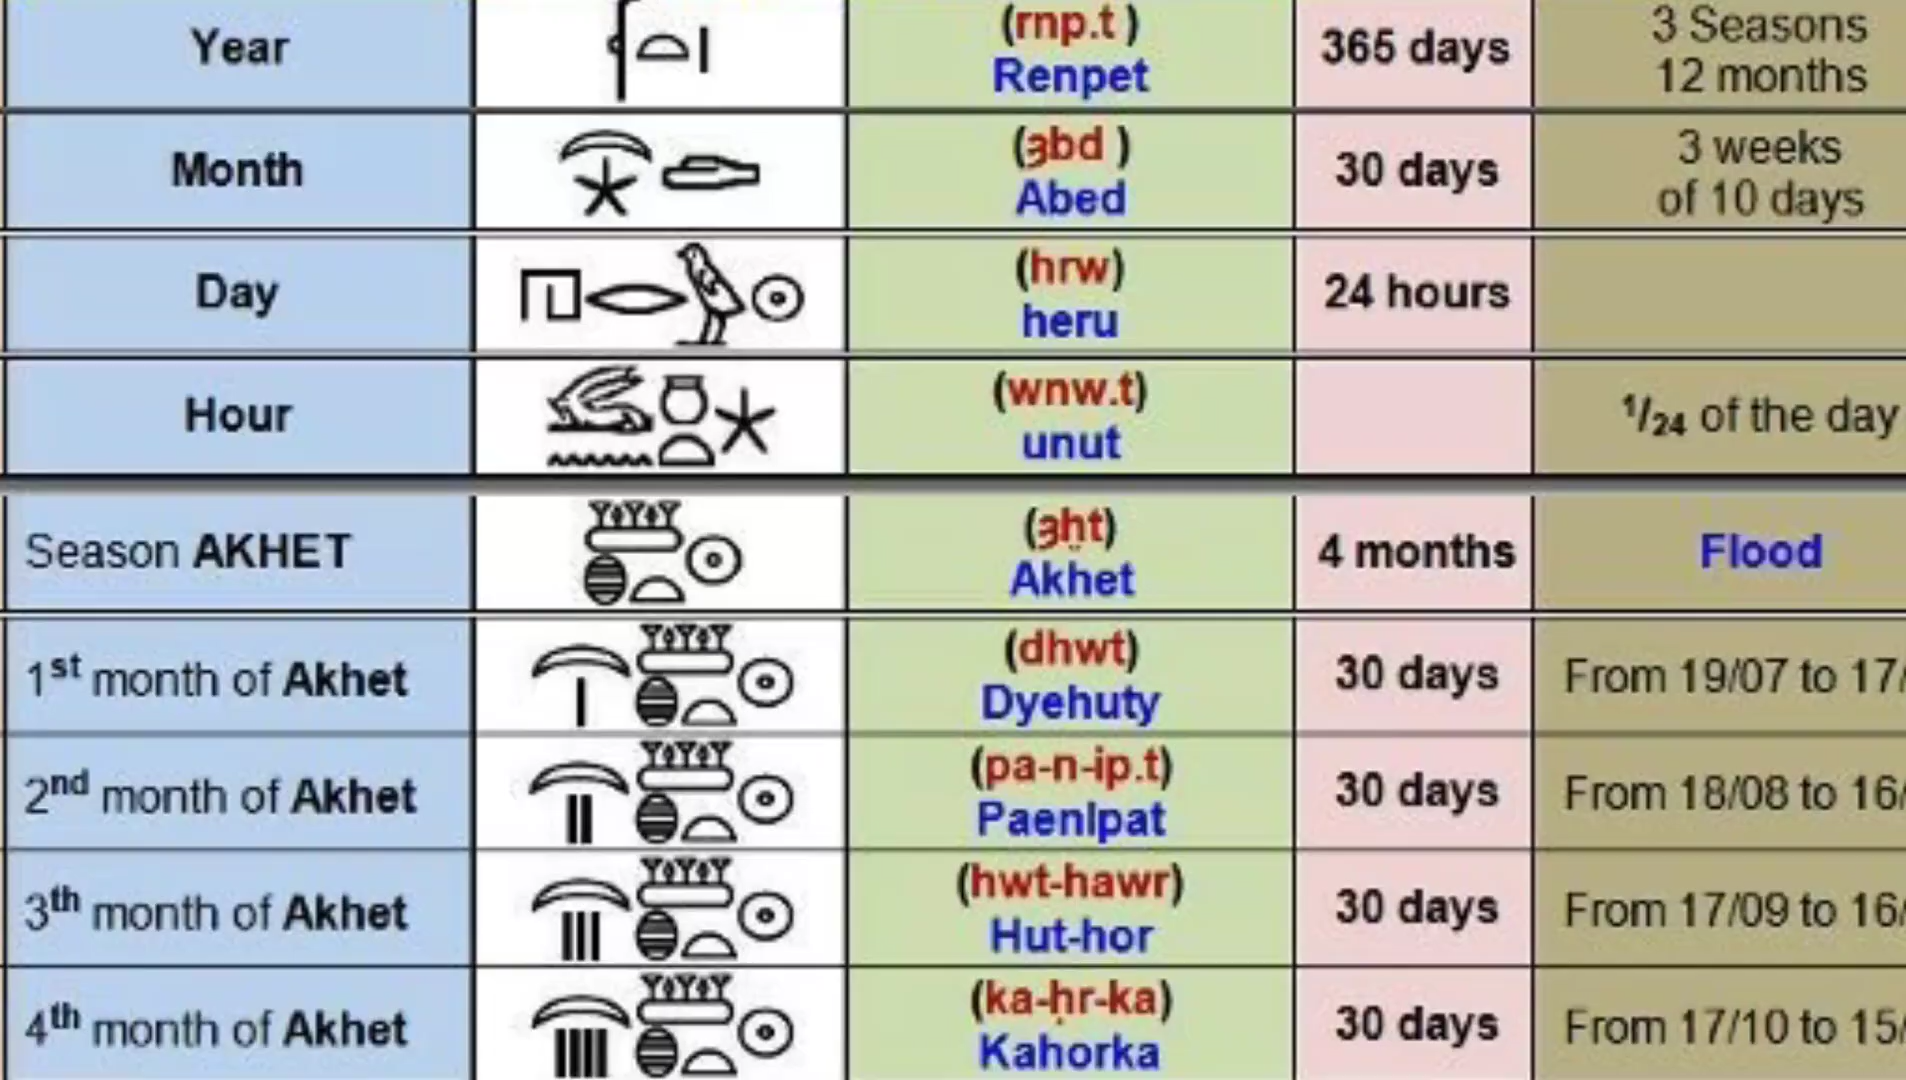 Year
(rnp.t )
Renpet
365 days
3 Seasons
12 months
Month
(ꜣbd )
Abed
30 days
3 weeks
of 10 days
Day
(hrw)
heru
24 hours
Hour
(wnw.t)
unut
1/24 of the day
Season AKHET
(ꜣḥt)
Akhet
4 months
Flood
1st month of Akhet
(dhwt)
Dyehuty
30 days
From 19/07 to 17/
2nd month of Akhet
(pa-n-ip.t)
PaenIpat
30 days
From 18/08 to 16/
3th month of Akhet
(hwt-hawr)
Hut-hor
30 days
From 17/09 to 16/
4th month of Akhet
(ka-ḥr-ka)
Kahorka
30 days
From 17/10 to 15/